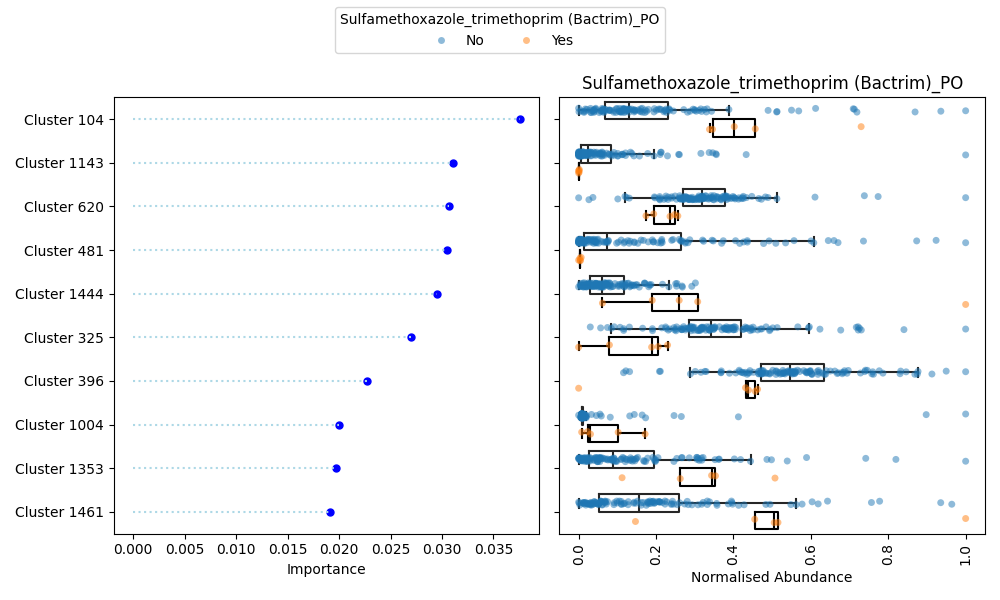 Sulfamethoxazole_trimethoprim (Bactrim)_PO
No Yes
Sulfamethoxazole_trimethoprim (Bactrim)_PO
Cluster 104
Cluster 1143
Cluster 620
Cluster 481
Cluster 1444
Cluster 325
Cluster 396
Cluster 1004
Cluster 1353
Cluster 1461
0.000 0.005 0.010 0.015 0.020 0.025 0.030 0.035
Importance
0.0 0.2 0.4 0.6 0.8 1.0
Normalised Abundance